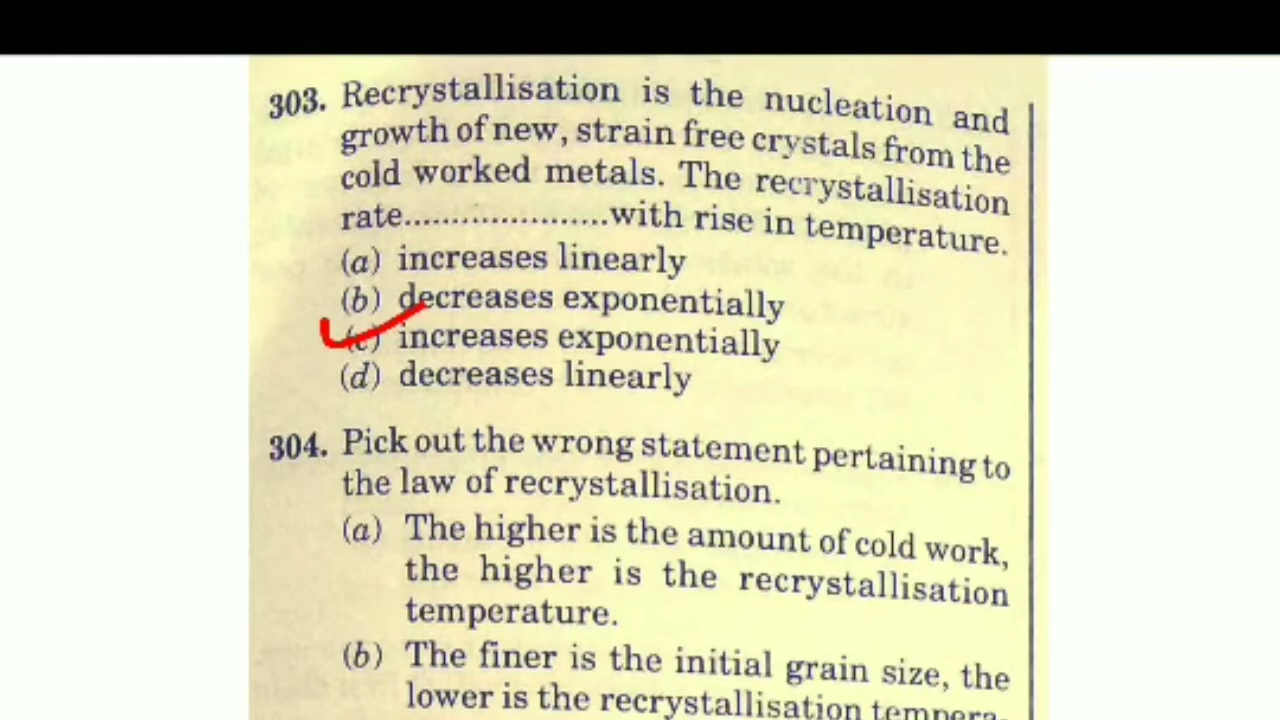 303. Recrystallisation is the nucleation and
growth of new, strain free crystals from the
cold worked metals. The recrystallisation
rate.....................with rise in temperature.
(a) increases linearly
(b) decreases exponentially
(c) increases exponentially
(d) decreases linearly
304. Pick out the wrong statement pertaining to
the law of recrystallisation.
(a) The higher is the amount of cold work,
the higher is the recrystallisation
temperature.
(b) The finer is the initial grain size, the
lower is the recrystallisation tempera-